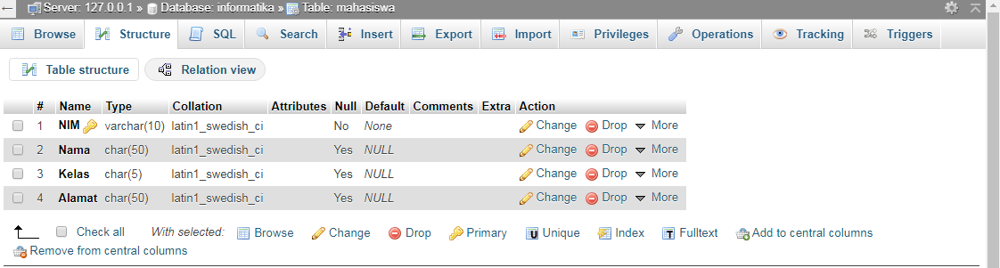 Server: 127.0.0.1 » Database: informatika » Table: mahasiswa
Browse Structure SQL Search Insert Export Import Privileges Operations Tracking Triggers
Table structure Relation view
# Name Type Collation Attributes Null Default Comments Extra Action
1 NIM varchar(10) latin1_swedish_ci No None Change Drop More
2 Nama char(50) latin1_swedish_ci Yes NULL Change Drop More
3 Kelas char(5) latin1_swedish_ci Yes NULL Change Drop More
4 Alamat char(50) latin1_swedish_ci Yes NULL Change Drop More
Check all With selected: Browse Change Drop Primary Unique Index Fulltext Add to central columns
Remove from central columns